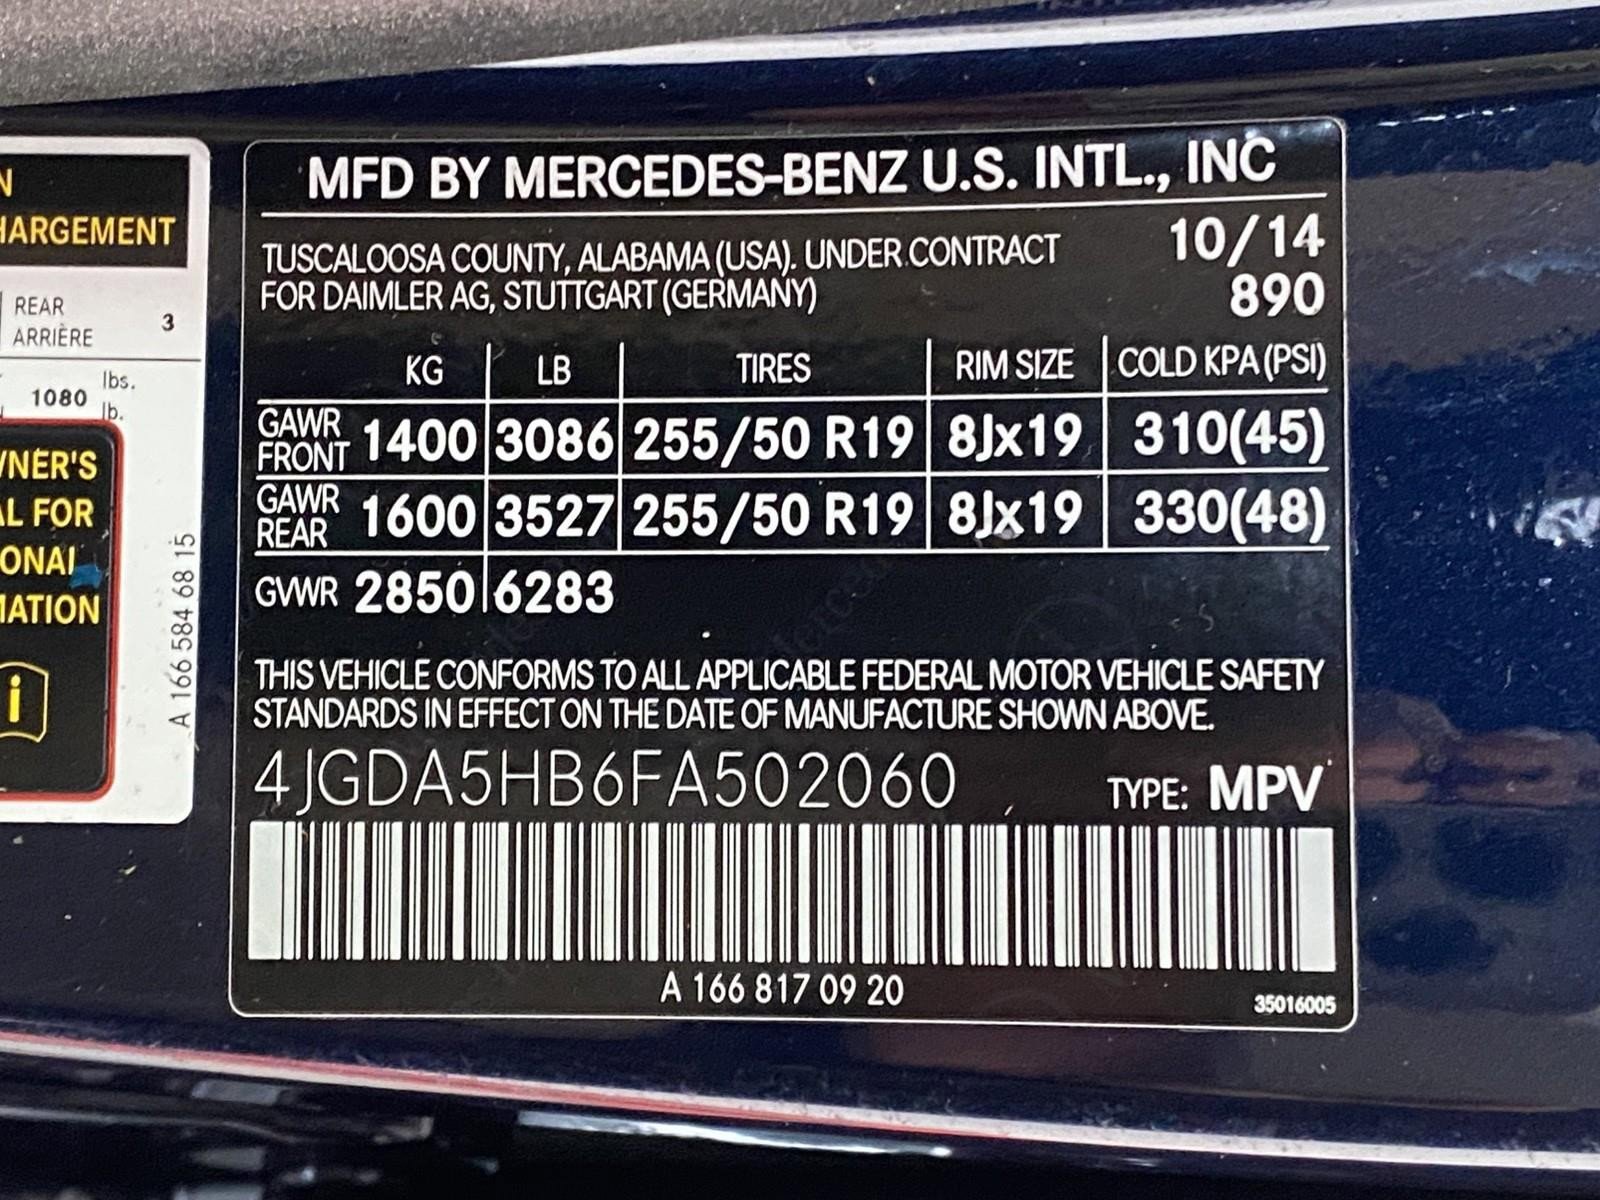 N
HARGEMENT
REAR
ARRIÈRE 3
1080 lbs.
lb.
WNER'S
AL FOR
ONAL
MATION
i
A 166 584 68 15
MFD BY MERCEDES-BENZ U.S. INTL., INC
TUSCALOOSA COUNTY, ALABAMA (USA). UNDER CONTRACT
FOR DAIMLER AG, STUTTGART (GERMANY)
10/14
890
KG LB TIRES RIM SIZE COLD KPA (PSI)
GAWR FRONT 1400 3086 255/50 R19 8Jx19 310(45)
GAWR REAR 1600 3527 255/50 R19 8Jx19 330(48)
GVWR 2850 6283
THIS VEHICLE CONFORMS TO ALL APPLICABLE FEDERAL MOTOR VEHICLE SAFETY
STANDARDS IN EFFECT ON THE DATE OF MANUFACTURE SHOWN ABOVE.
4JGDA5HB6FA502060 TYPE: MPV
A 166 817 09 20
35016005